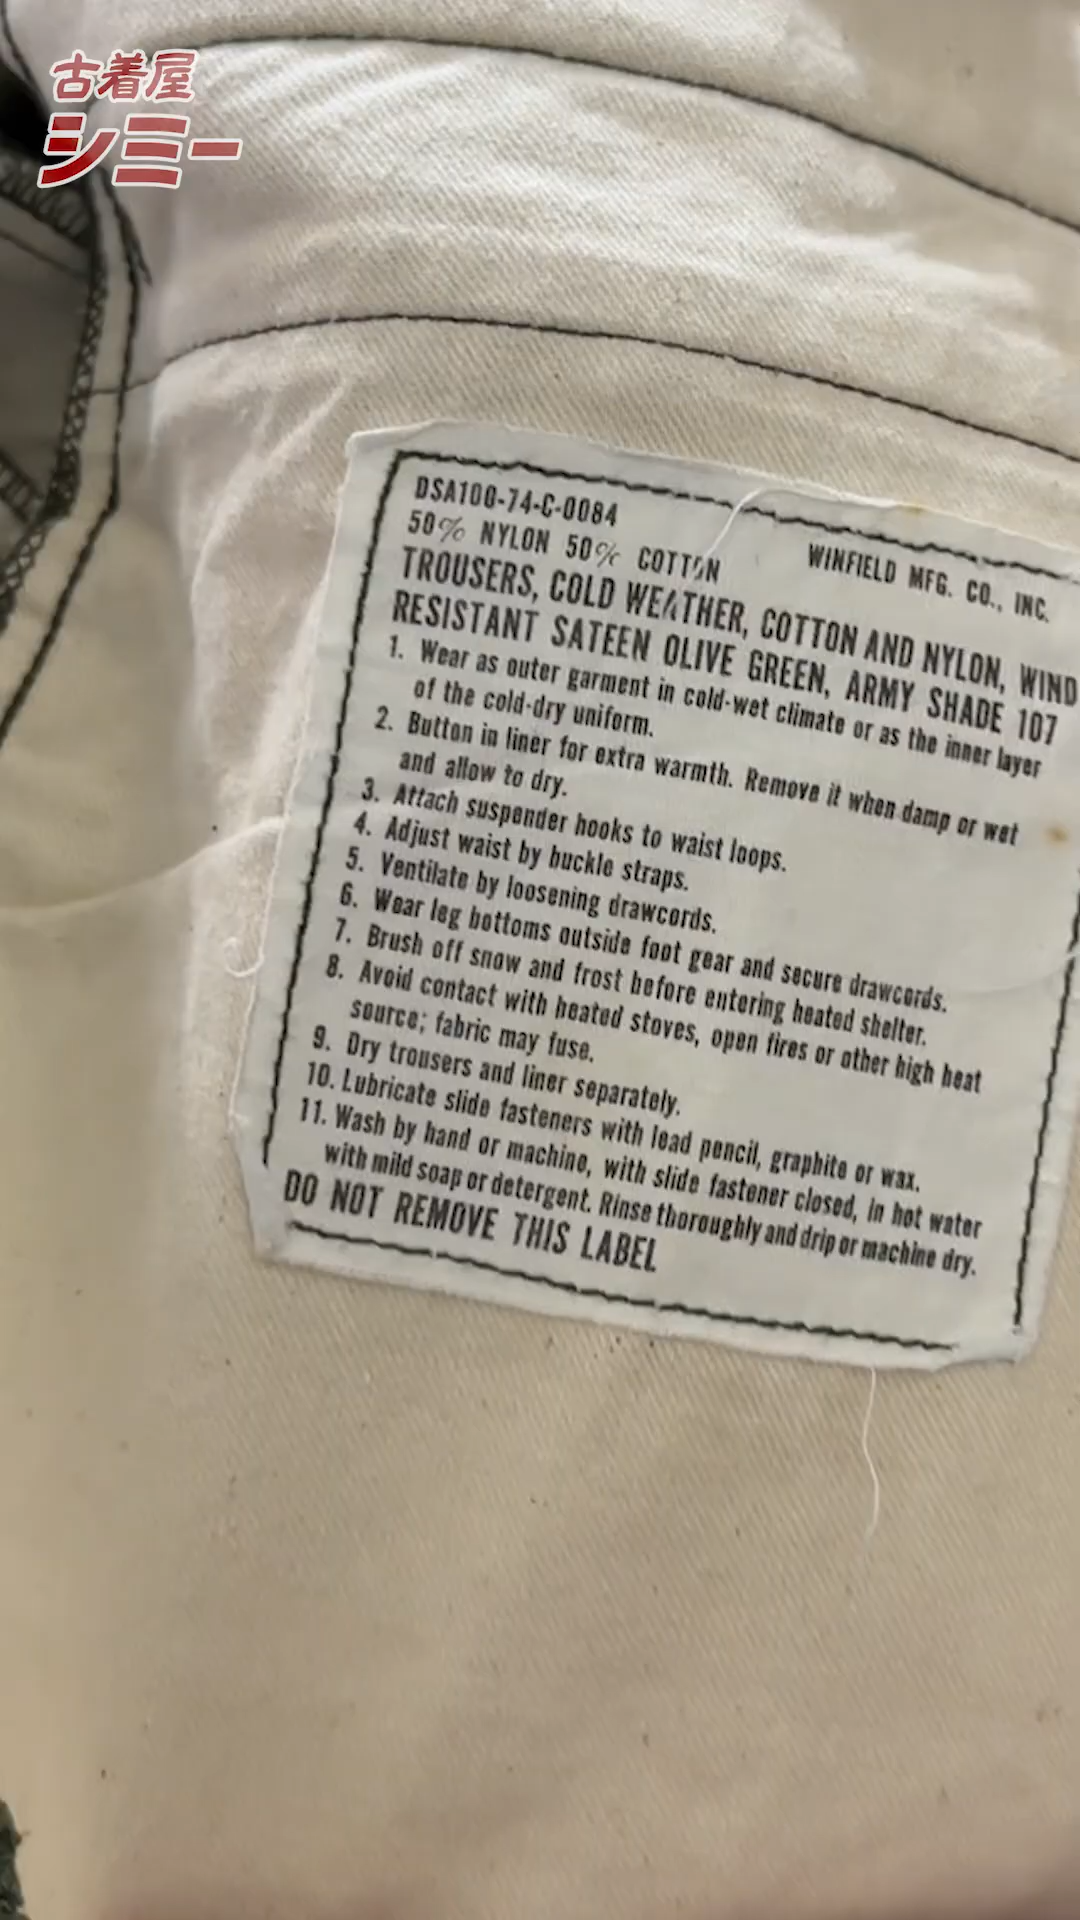 古着屋
シミー
DSA100-74-C-0084
50% NYLON 50% COTTON WINFIELD MFG. CO., INC.
TROUSERS, COLD WEATHER, COTTON AND NYLON, WIND
RESISTANT SATEEN OLIVE GREEN, ARMY SHADE 107
1. Wear as outer garment in cold-wet climate or as the inner layer
of the cold-dry uniform.
2. Button in liner for extra warmth. Remove it when damp or wet
and allow to dry.
3. Attach suspender hooks to waist loops.
4. Adjust waist by buckle straps.
5. Ventilate by loosening drawcords.
6. Wear leg bottoms outside foot gear and secure drawcords.
7. Brush off snow and frost before entering heated shelter.
8. Avoid contact with heated stoves, open fires or other high heat
source; fabric may fuse.
9. Dry trousers and liner separately.
10. Lubricate slide fasteners with lead pencil, graphite or wax.
11. Wash by hand or machine, with slide fastener closed, in hot water
with mild soap or detergent. Rinse thoroughly and drip or machine dry.
DO NOT REMOVE THIS LABEL